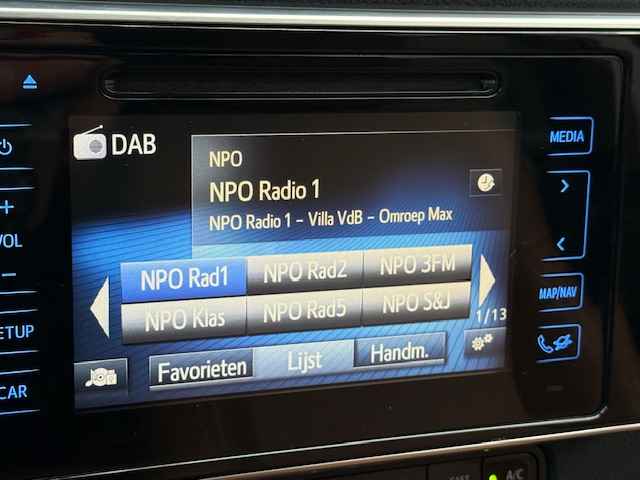 DAB
NPO
NPO Radio 1
NPO Radio 1 - Villa VdB - Omroep Max
NPO Rad1 NPO Rad2 NPO 3FM
NPO Klas NPO Rad5 NPO S&J
1/13
Favorieten Lijst Handm.
VOL
SETUP
CAR
MEDIA
MAP/NAV
A/C